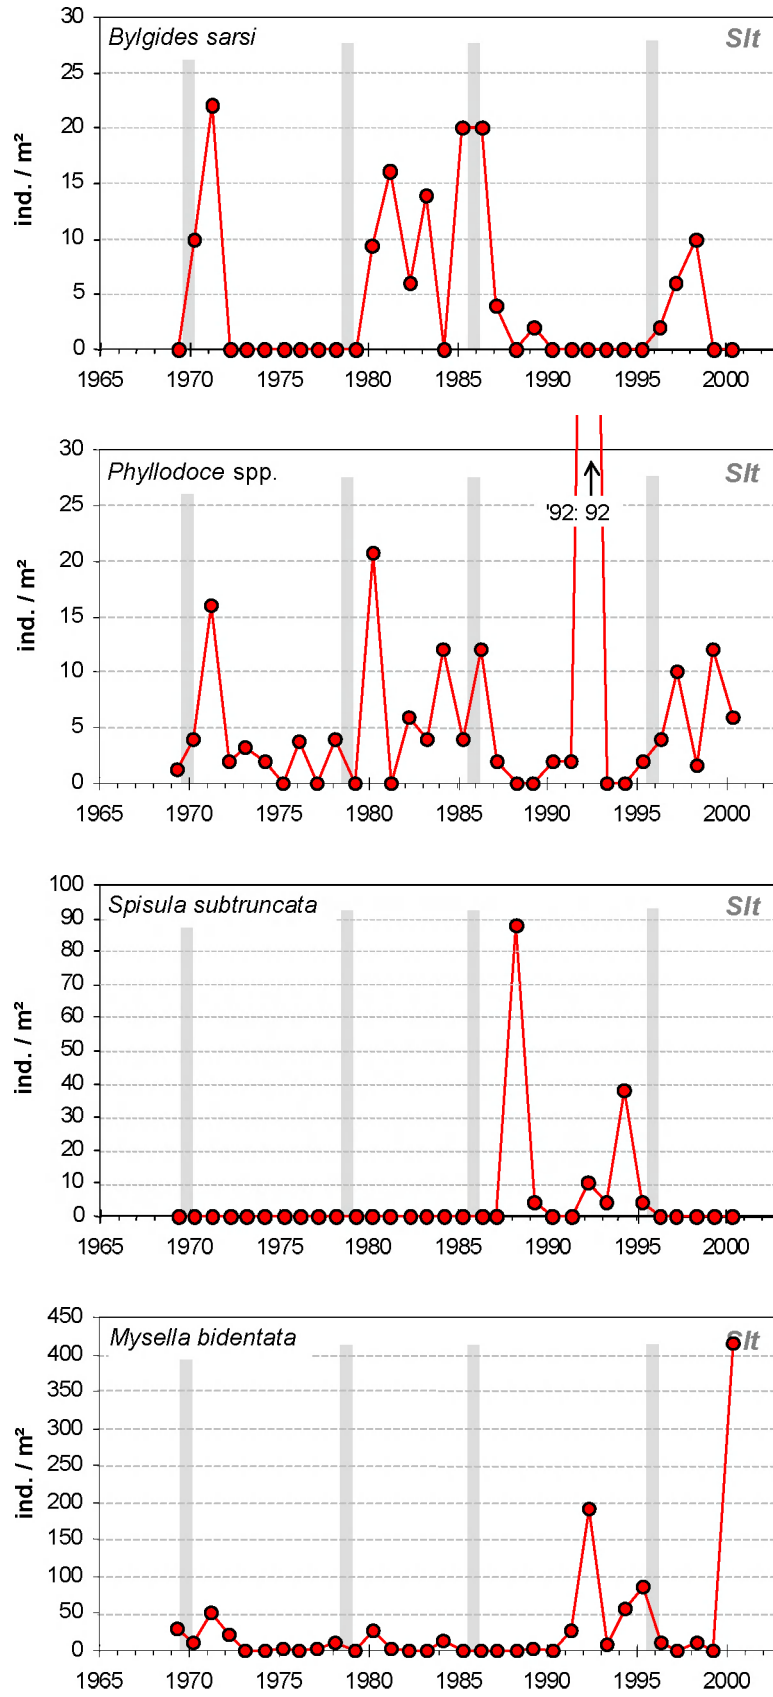 30
Bylgides sarsi
Slt
25
20
15
10
5
0
ind. / m²
1965 1970 1975 1980 1985 1990 1995 2000
30
Phyllodoce spp.
Slt
25
'92: 92
20
15
10
5
0
ind. / m²
1965 1970 1975 1980 1985 1990 1995 2000
100
Spisula subtruncata
Slt
90
80
70
60
50
40
30
20
10
0
ind. / m²
1965 1970 1975 1980 1985 1990 1995 2000
450
Mysella bidentata
Slt
400
350
300
250
200
150
100
50
0
ind. / m²
1965 1970 1975 1980 1985 1990 1995 2000